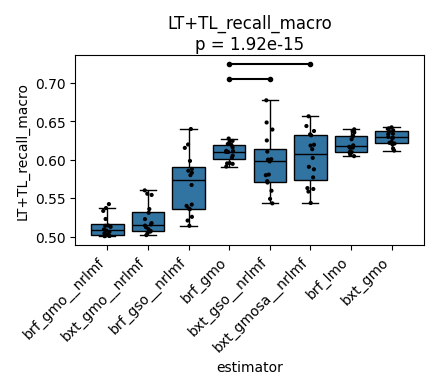 LT+TL_recall_macro
p = 1.92e-15
LT+TL_recall_macro
0.70
0.65
0.60
0.55
0.50
brf_gmo__nrlmf
bxt_gmo__nrlmf
brf_gso__nrlmf
brf_gmo
bxt_gso__nrlmf
bxt_gmosa__nrlmf
brf_lmo
bxt_gmo
estimator